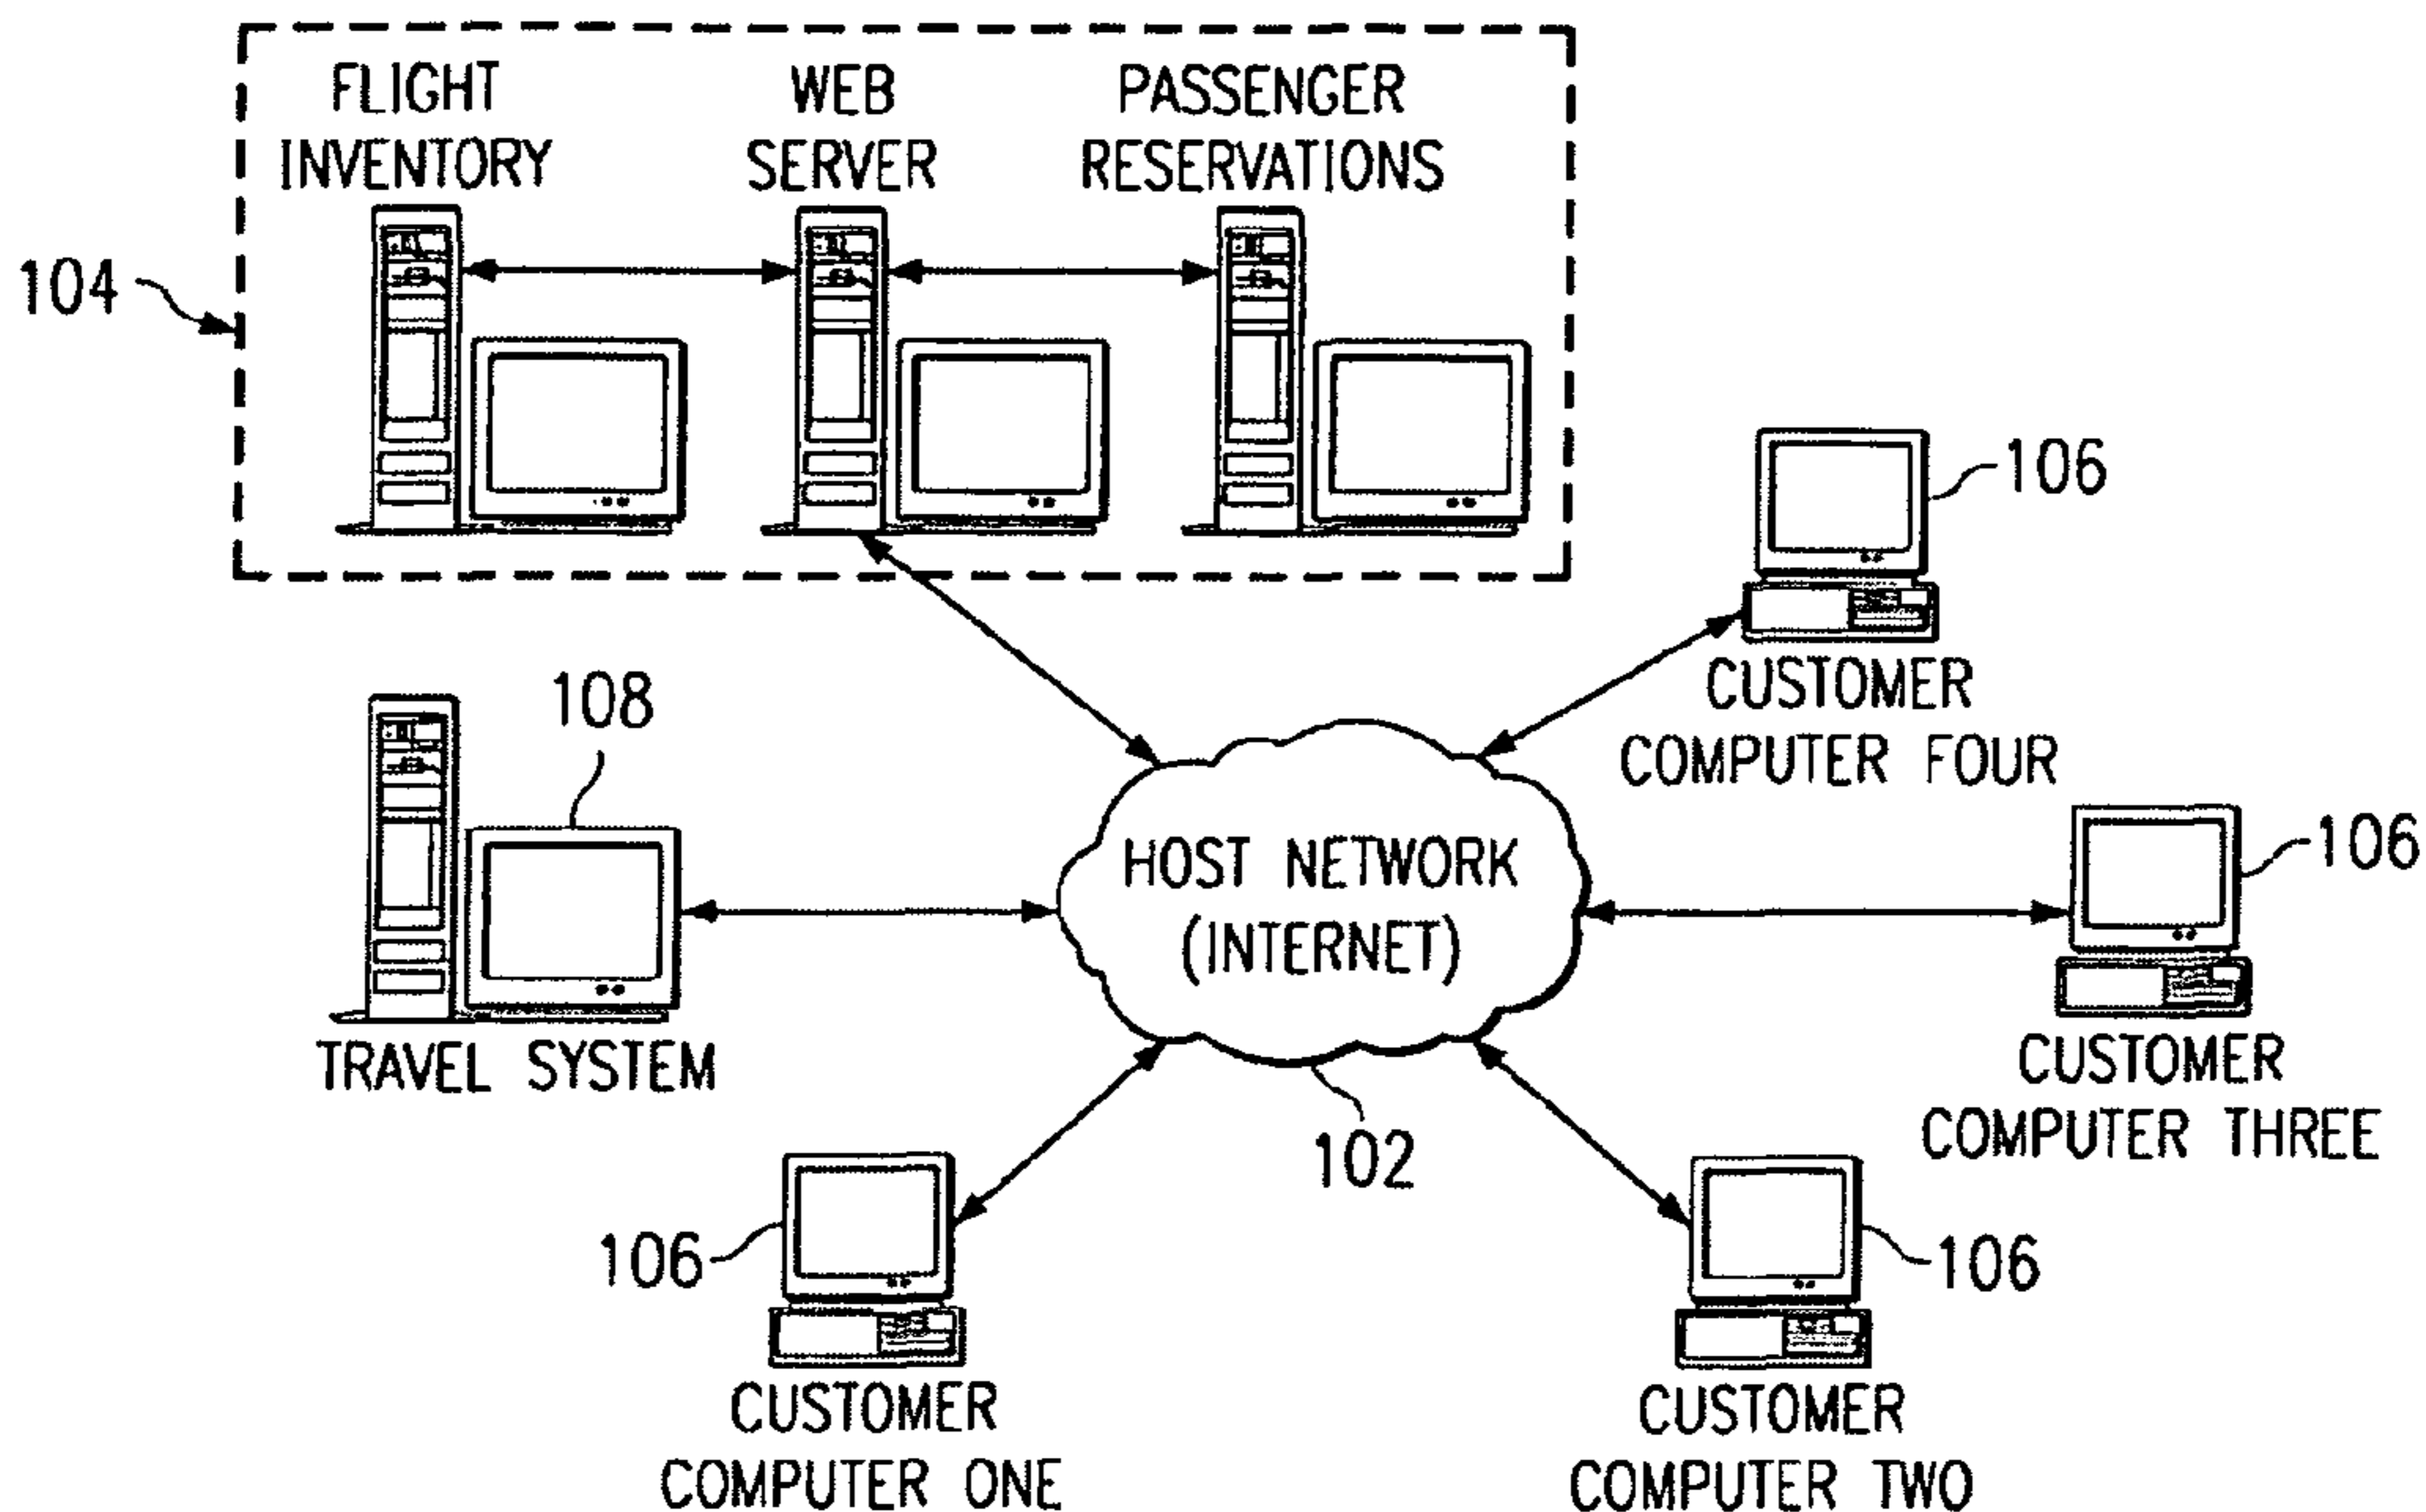 FLIGHT
INVENTORY
WEB
SERVER
PASSENGER
RESERVATIONS
104
106
CUSTOMER
COMPUTER FOUR
108
TRAVEL SYSTEM
HOST NETWORK
(INTERNET)
102
106
CUSTOMER
COMPUTER THREE
106
CUSTOMER
COMPUTER ONE
106
CUSTOMER
COMPUTER TWO